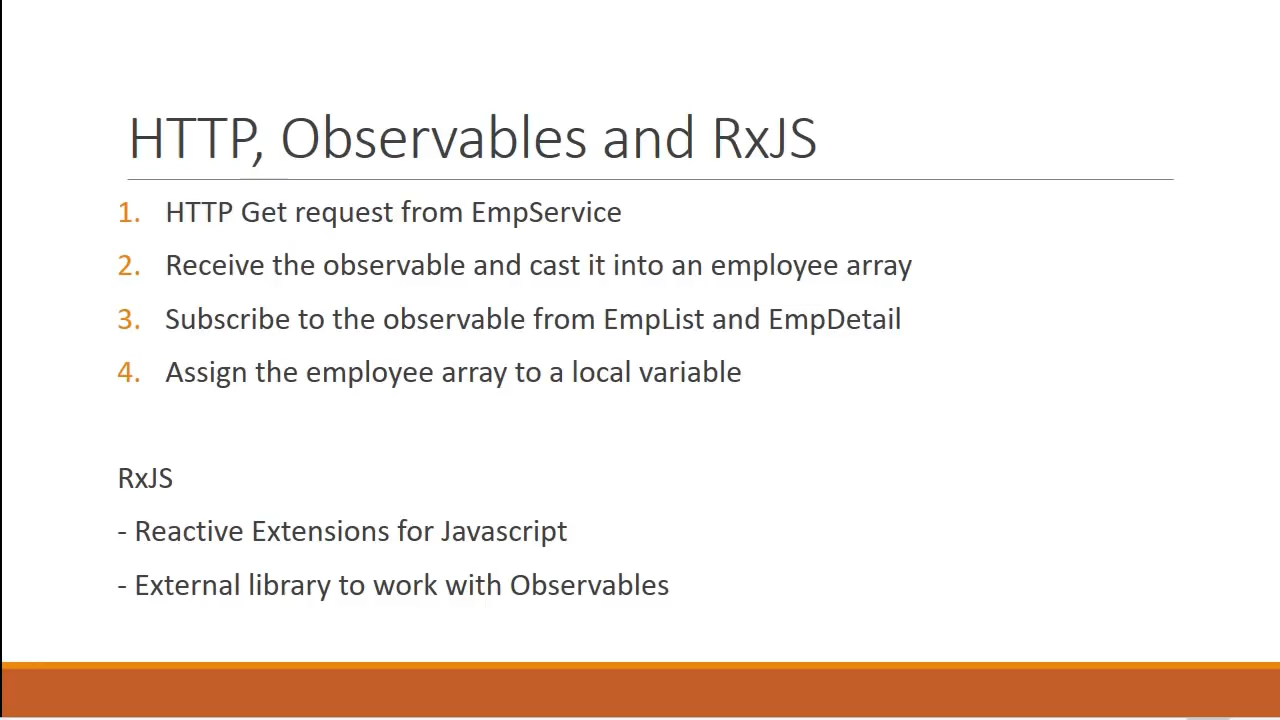 HTTP, Observables and RxJS
1. HTTP Get request from EmpService
2. Receive the observable and cast it into an employee array
3. Subscribe to the observable from EmpList and EmpDetail
4. Assign the employee array to a local variable
RxJS
- Reactive Extensions for Javascript
- External library to work with Observables